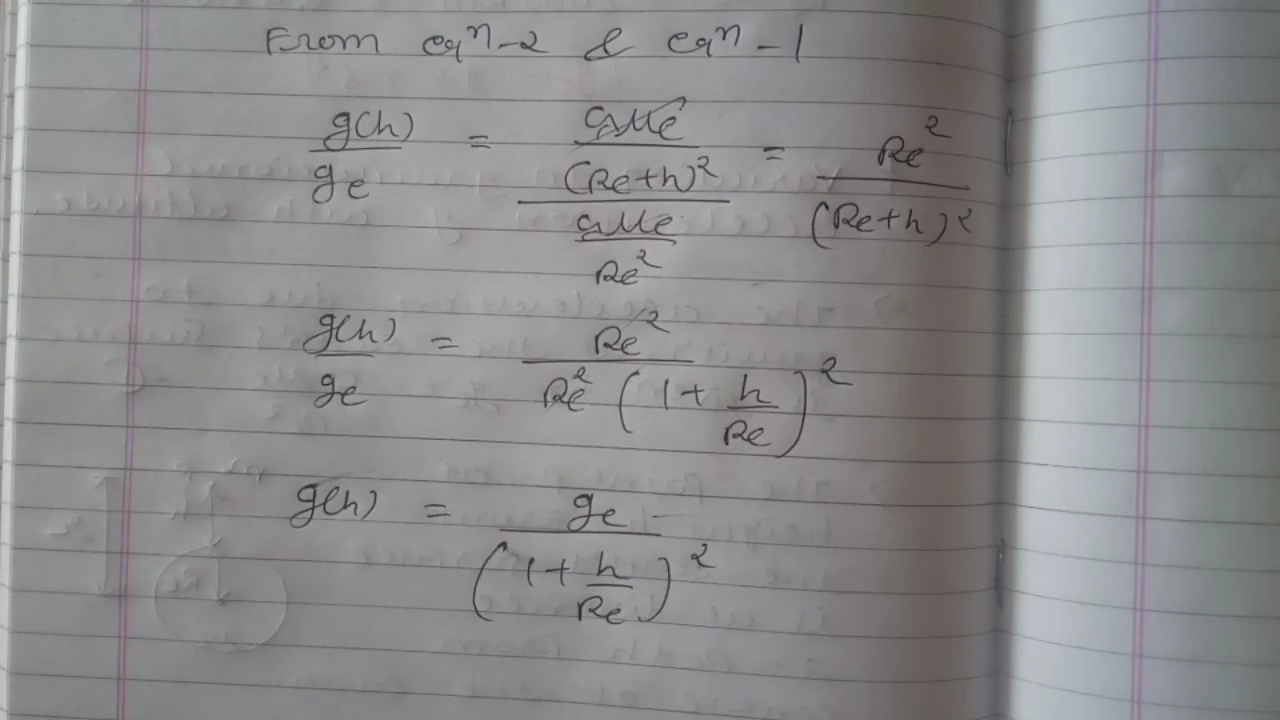 From eqⁿ-2 & eqⁿ-1
g(h)/ge = (GMe/(Re+h)²)/(GMe/Re²) = Re²/(Re+h)²
g(h)/ge = Re²/(Re²(1+h/Re)²)
g(h) = ge/(1+h/Re)²